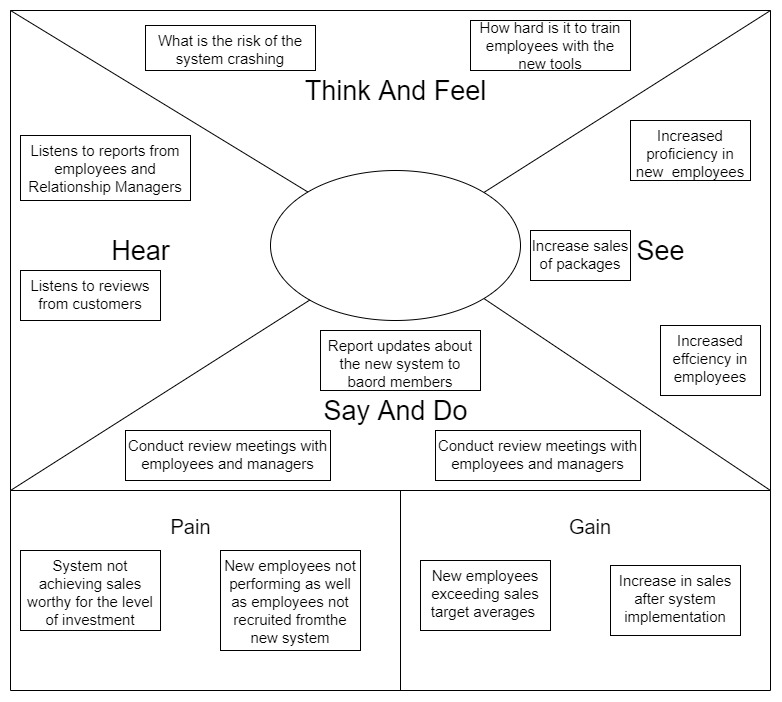 What is the risk of the
system crashing
How hard is it to train
employees with the
new tools
Think And Feel
Listens to reports from
employees and
Relationship Managers
Increased
proficiency in
new employees
Hear
Increase sales
of packages
See
Listens to reviews
from customers
Report updates about
the new system to
baord members
Increased
effciency in
employees
Say And Do
Conduct review meetings with
employees and managers
Conduct review meetings with
employees and managers
Pain
Gain
System not
achieving sales
worthy for the level
of investment
New employees not
performing as well
as employees not
recruited fromthe
new system
New employees
exceeding sales
target averages
Increase in sales
after system
implementation